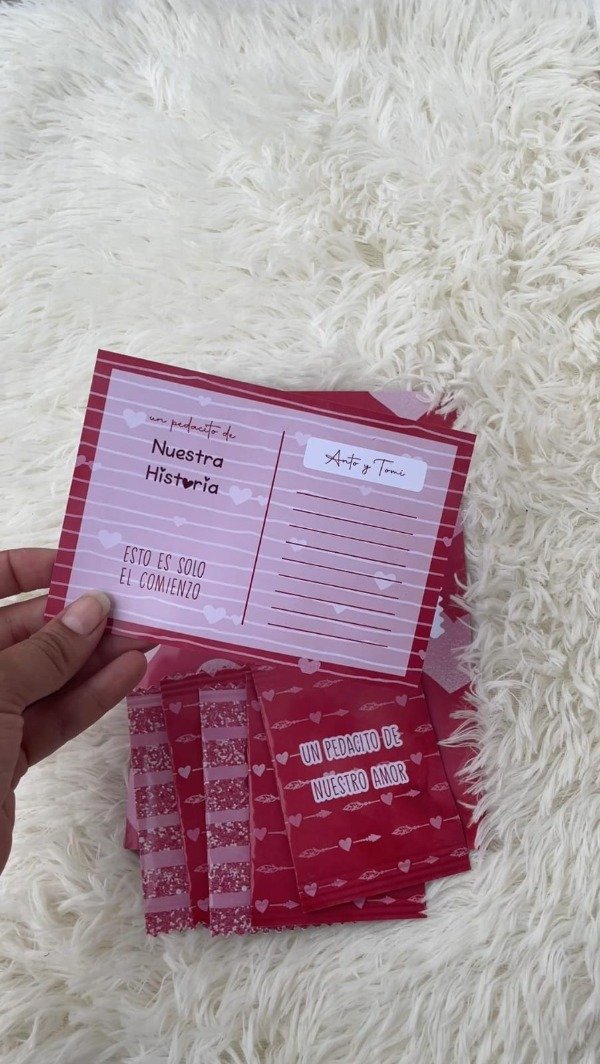 un pedacito de
Nuestra
Historia
ESTO ES SOLO
EL COMIENZO
Anto y Tomi
UN PEDACITO DE
NUESTRO AMOR